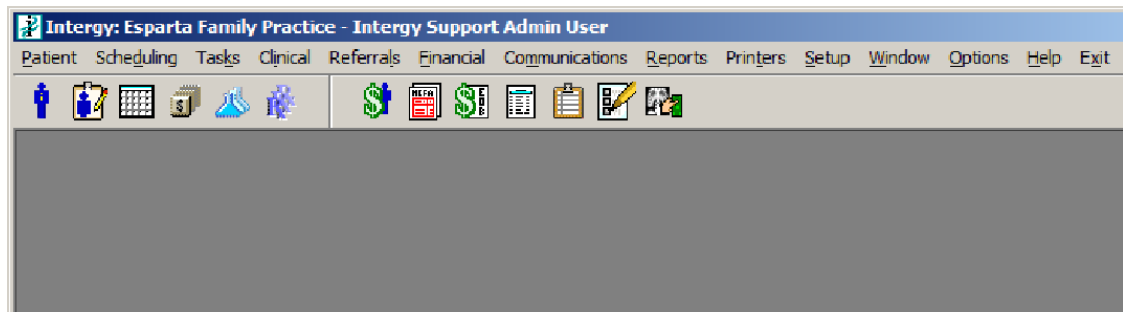 Intergy: Esparta Family Practice - Intergy Support Admin User
Patient Scheduling Tasks Clinical Referrals Financial Communications Reports Printers Setup Window Options Help Exit
HCFA